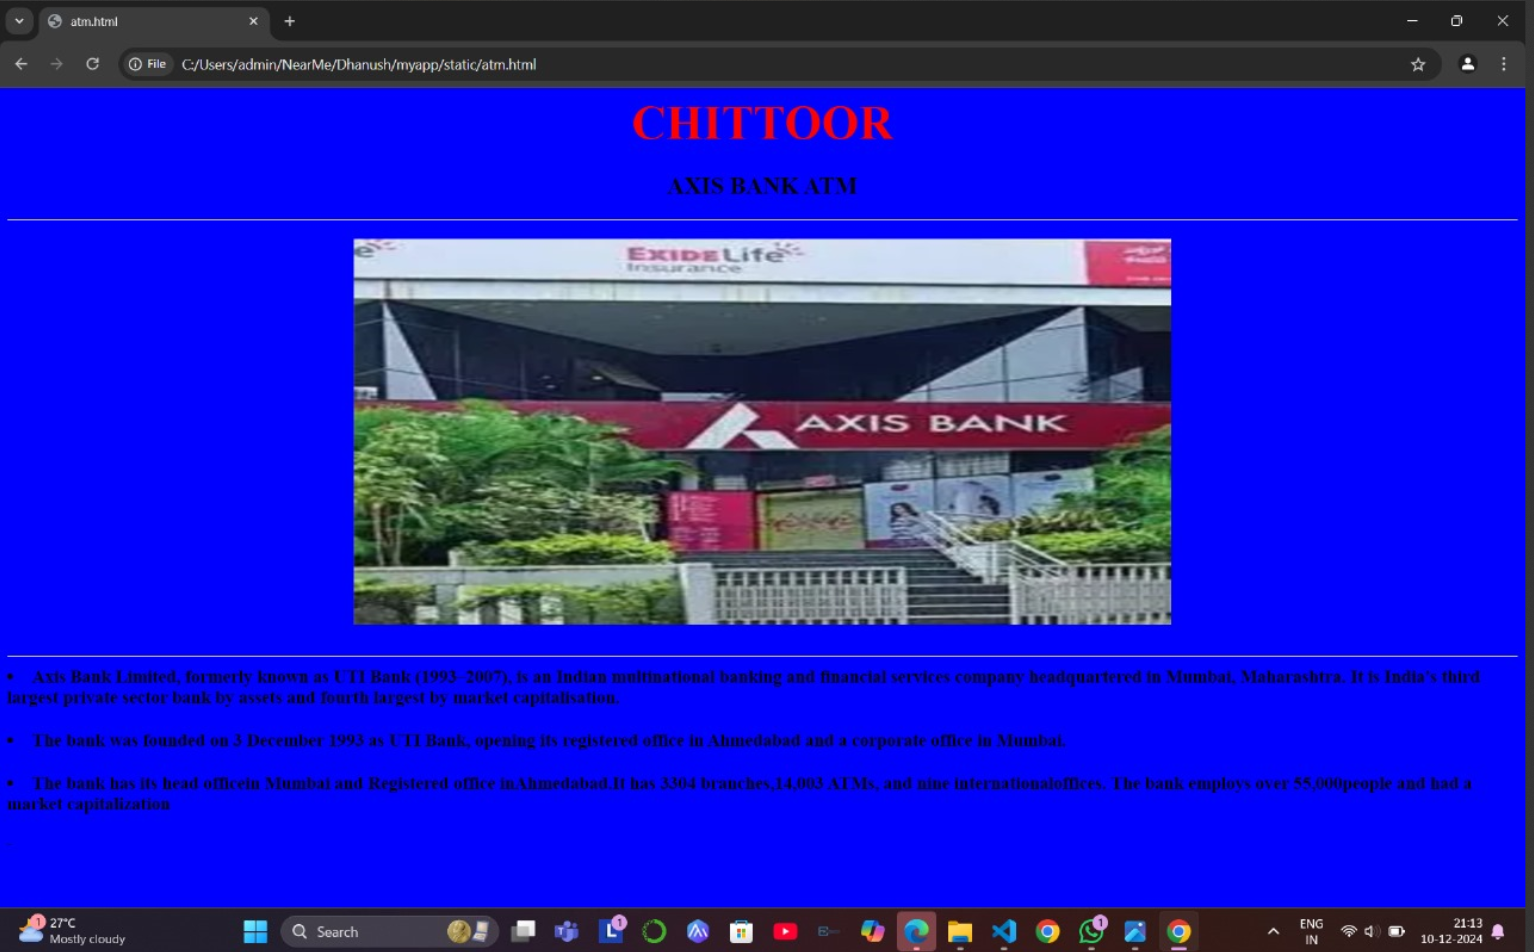 atm.html
File
C:/Users/admin/NearMe/Dhanush/myapp/static/atm.html
CHITTOOR
AXIS BANK ATM
EXIDE Life
Insurance
AXIS BANK
• Axis Bank Limited, formerly known as UTI Bank (1993–2007), is an Indian multinational banking and financial services company headquartered in Mumbai, Maharashtra. It is India's third
largest private sector bank by assets and fourth largest by market capitalisation.
• The bank was founded on 3 December 1993 as UTI Bank, opening its registered office in Ahmedabad and a corporate office in Mumbai.
• The bank has its head officein Mumbai and Registered office inAhmedabad.It has 3304 branches,14,003 ATMs, and nine internationaloffices. The bank employs over 55,000people and had a
market capitalization
1
27°C
Mostly cloudy
Search
1
1
ENG
IN
21:13
10-12-2024